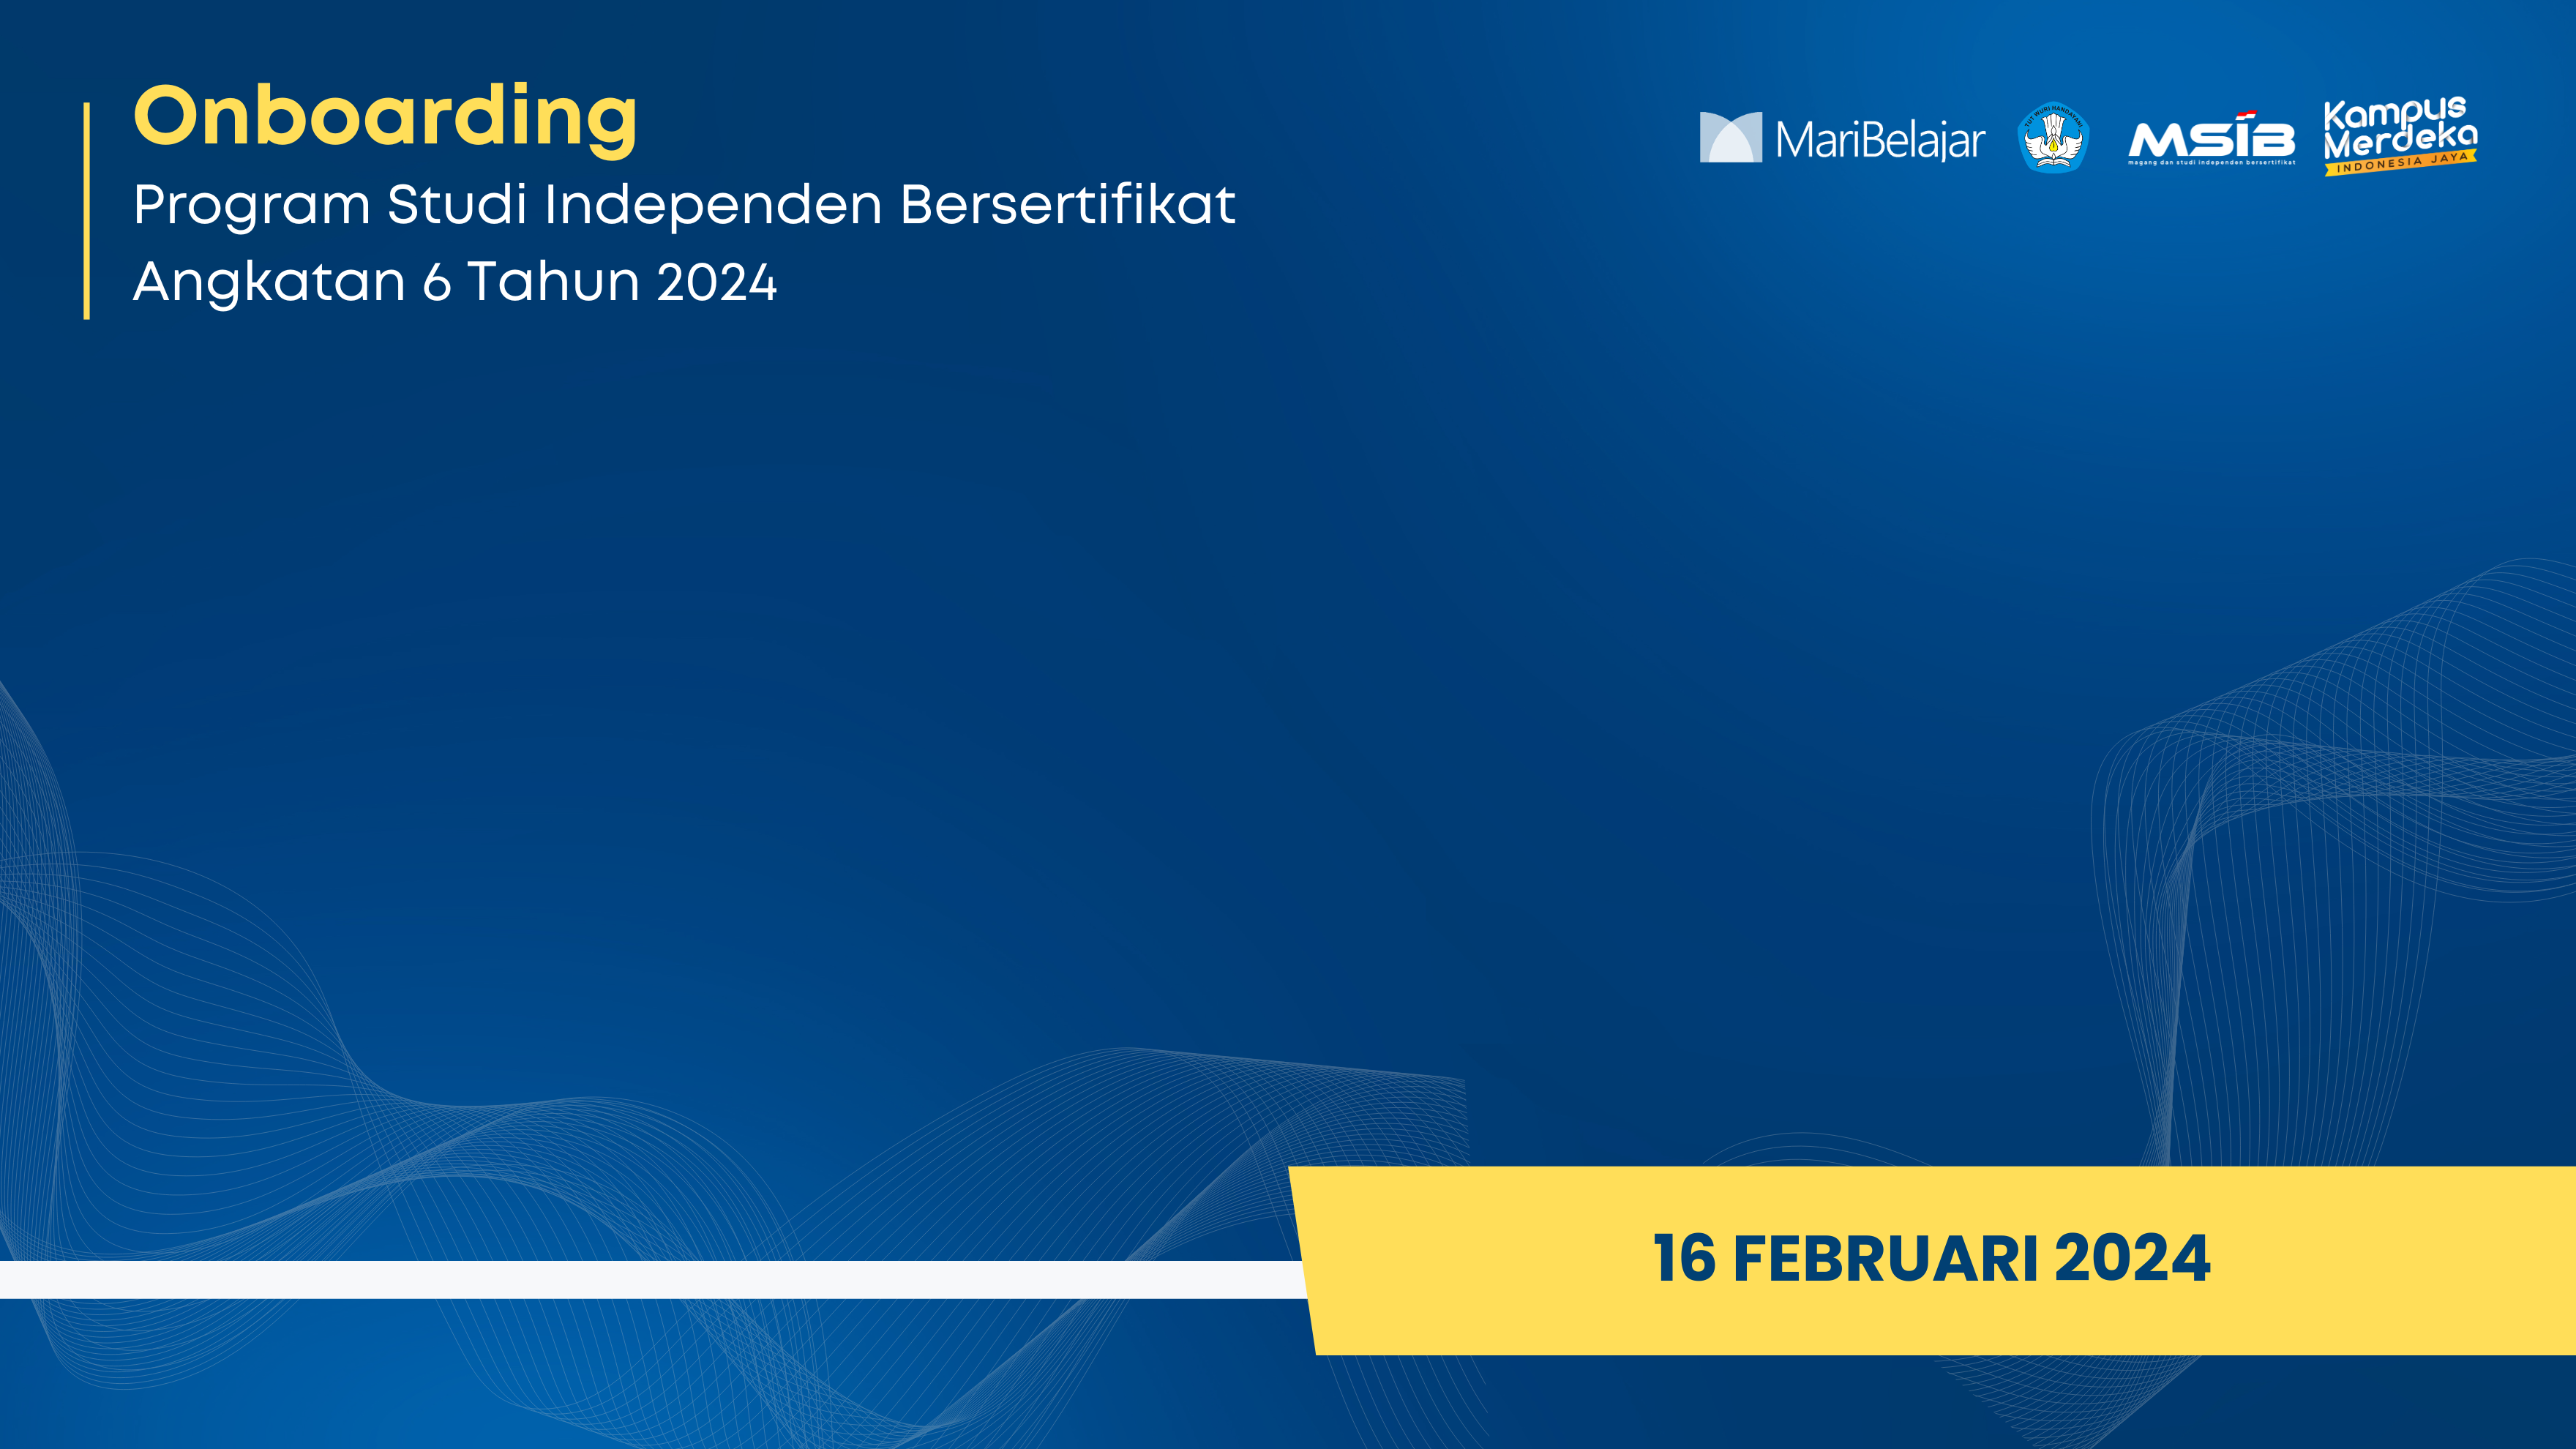 Onboarding
Program Studi Independen Bersertifikat
Angkatan 6 Tahun 2024
MariBelajar
TUT WURI HANDAYANI
MSIB
magang dan studi independen bersertifikat
Kampus
Merdeka
INDONESIA JAYA
16 FEBRUARI 2024